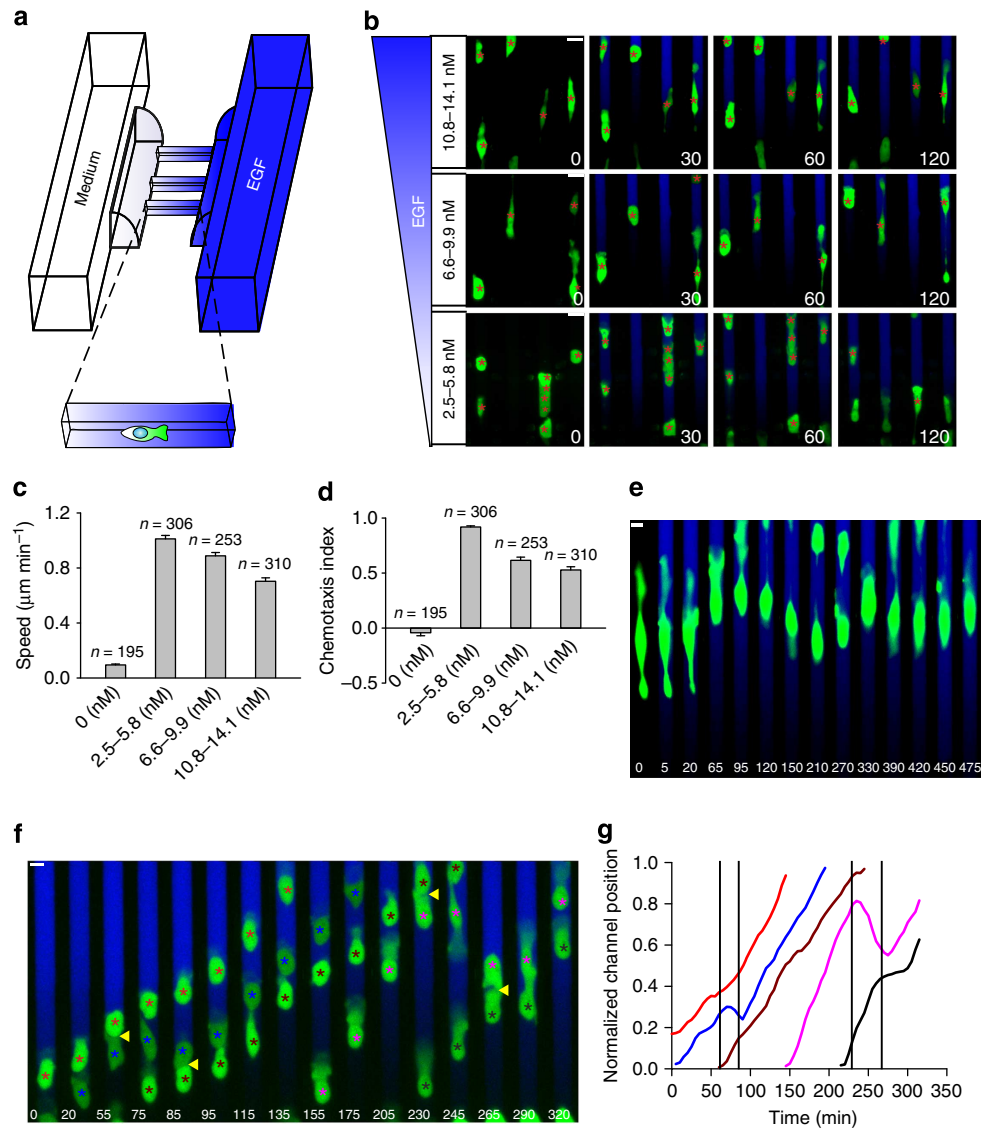 a
Medium
EGF
b
EGF
10.8–14.1 nM
0
30
60
120
6.6–9.9 nM
0
30
60
120
2.5–5.8 nM
0
30
60
120
c
Speed (μm min⁻¹)
1.2
0.8
0.4
0.0
n = 195
n = 306
n = 253
n = 310
0 (nM)
2.5–5.8 (nM)
6.6–9.9 (nM)
10.8–14.1 (nM)
d
Chemotaxis index
1.0
0.5
0.0
–0.5
n = 195
n = 306
n = 253
n = 310
0 (nM)
2.5–5.8 (nM)
6.6–9.9 (nM)
10.8–14.1 (nM)
e
0 5 20 65 95 120 150 210 270 330 390 420 450 475
f
0 20 55 75 85 95 115 135 155 175 205 230 245 265 290 320
g
Normalized channel position
1.0
0.8
0.6
0.4
0.2
0.0
0 50 100 150 200 250 300 350
Time (min)